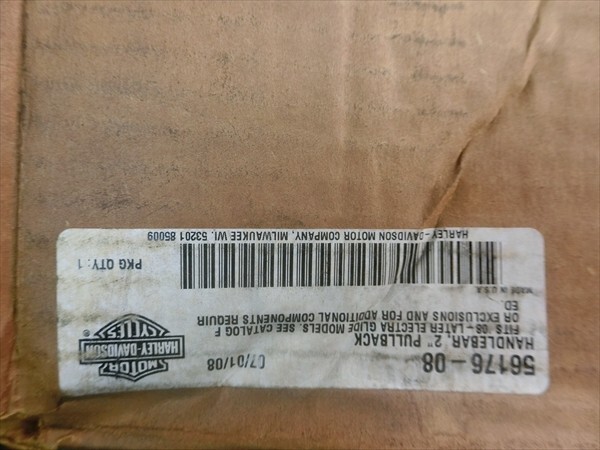 56176-08
07/01/08
HANDLEBAR, 2" PULLBACK
FITS 08-LATER ELECTRA GLIDE MODELS. SEE CATALOG F
OR EXCLUSIONS AND FOR ADDITIONAL COMPONENTS REQUIR
ED.
MADE IN U.S.A.
PKG QTY: 1
HARLEY-DAVIDSON MOTOR COMPANY, MILWAUKEE WI. 53201 85009
MOTOR
HARLEY-DAVIDSON
CYCLES
®